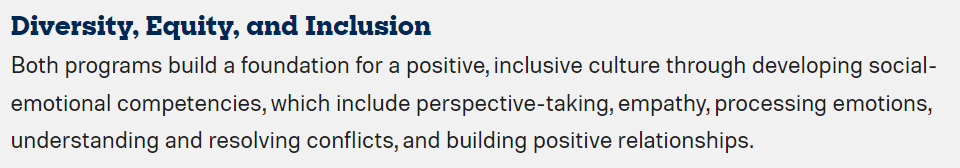 Diversity, Equity, and Inclusion
Both programs build a foundation for a positive, inclusive culture through developing social-
emotional competencies, which include perspective-taking, empathy, processing emotions,
understanding and resolving conflicts, and building positive relationships.